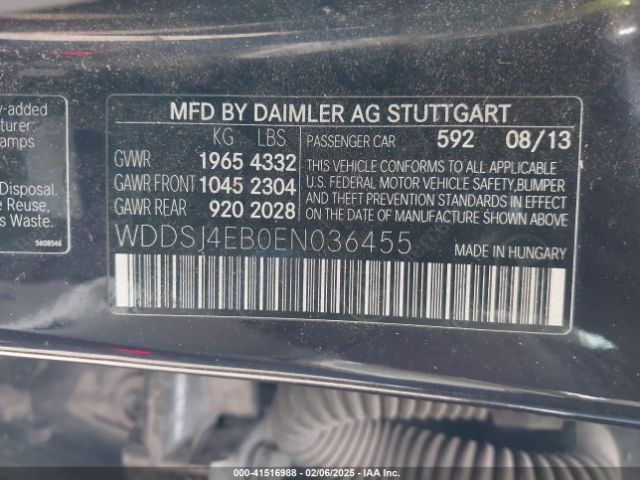 y-added
turer:
amps
Disposal.
e Reuse,
s Waste.
5608546
MFD BY DAIMLER AG STUTTGART
KG LBS
GVWR 1965 4332
GAWR FRONT 1045 2304
GAWR REAR 920 2028
PASSENGER CAR 592 08/13
THIS VEHICLE CONFORMS TO ALL APPLICABLE
U.S. FEDERAL MOTOR VEHICLE SAFETY,BUMPER
AND THEFT PREVENTION STANDARDS IN EFFECT
ON THE DATE OF MANUFACTURE SHOWN ABOVE
WDDSJ4EB0EN036455
MADE IN HUNGARY
000-41516988 - 02/06/2025 - IAA Inc.